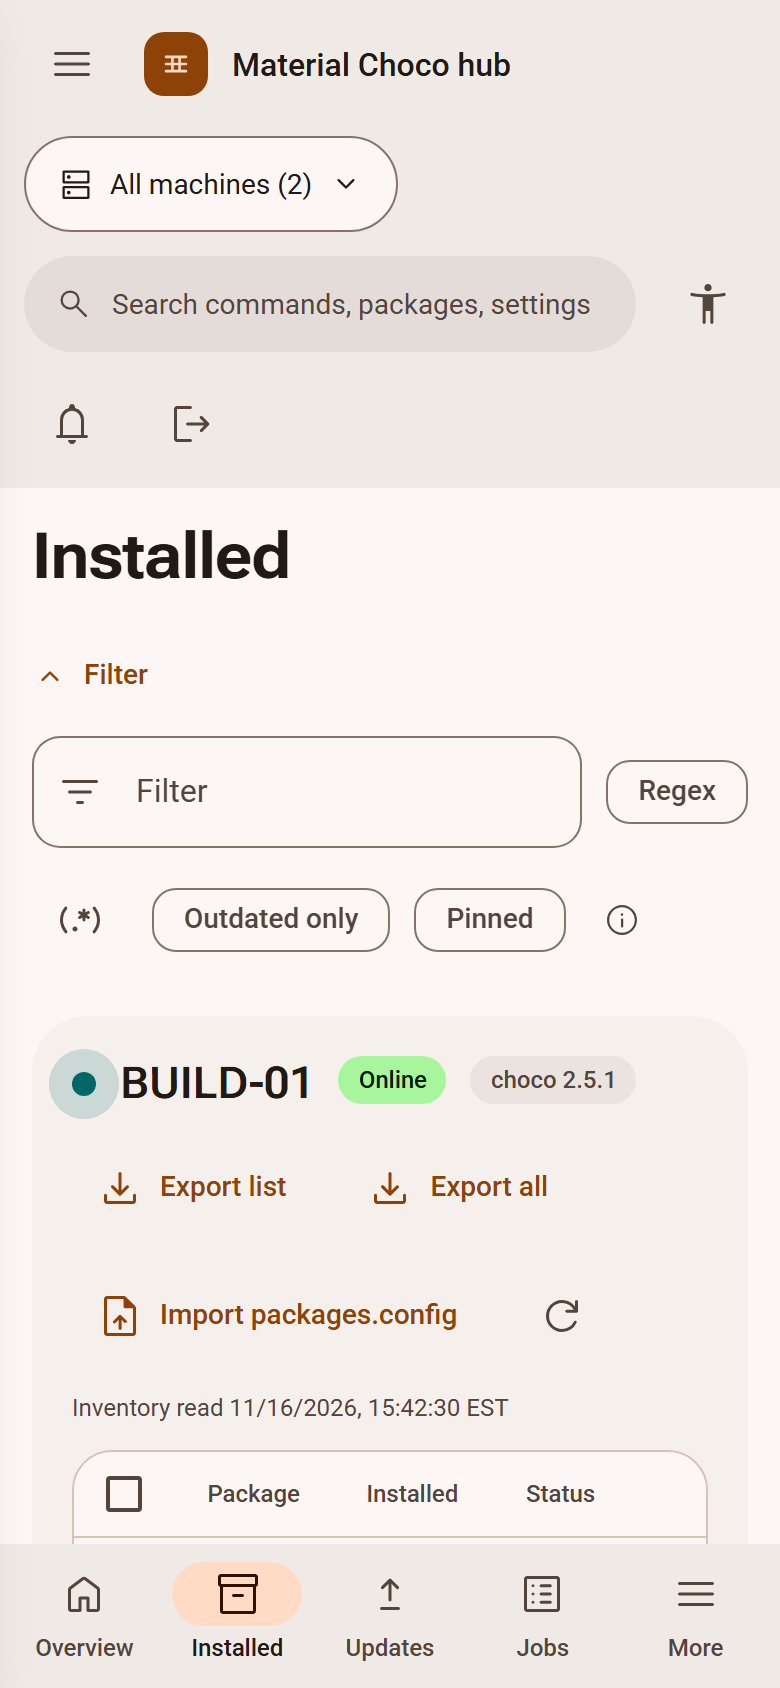 Material Choco hub
All machines (2)
Search commands, packages, settings
Installed
Filter
Filter
Regex
(.*)
Outdated only
Pinned
BUILD-01
Online
choco 2.5.1
Export list
Export all
Import packages.config
Inventory read 11/16/2026, 15:42:30 EST
Package Installed Status
Overview Installed Updates Jobs More